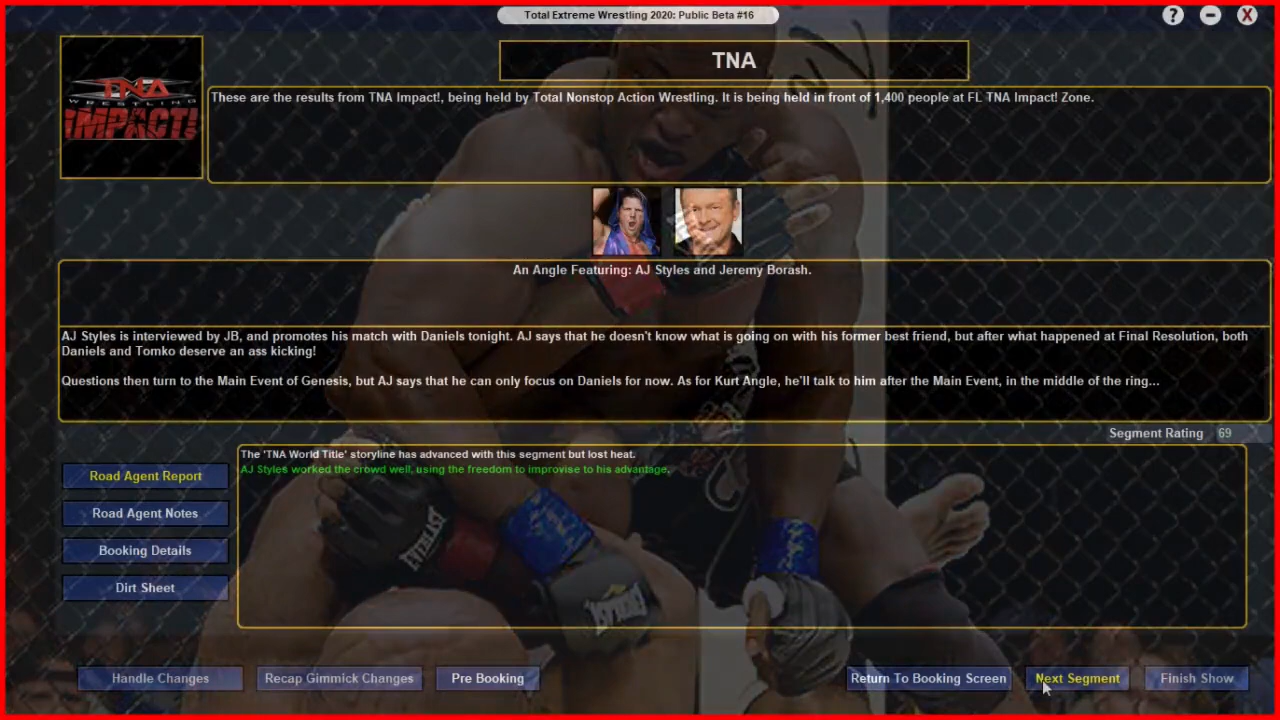 Total Extreme Wrestling 2020: Public Beta #16
? – X
TNA
TNA
WRESTLING
IMPACT!
These are the results from TNA Impact!, being held by Total Nonstop Action Wrestling. It is being held in front of 1,400 people at FL TNA Impact! Zone.
An Angle Featuring: AJ Styles and Jeremy Borash.
AJ Styles is interviewed by JB, and promotes his match with Daniels tonight. AJ says that he doesn't know what is going on with his former best friend, but after what happened at Final Resolution, both
Daniels and Tomko deserve an ass kicking!
Questions then turn to the Main Event of Genesis, but AJ says that he can only focus on Daniels for now. As for Kurt Angle, he'll talk to him after the Main Event, in the middle of the ring...
Segment Rating 69
The 'TNA World Title' storyline has advanced with this segment but lost heat.
AJ Styles worked the crowd well, using the freedom to improvise to his advantage.
Road Agent Report
Road Agent Notes
Booking Details
Dirt Sheet
EVERLAST
Handle Changes
Recap Gimmick Changes
Pre Booking
Return To Booking Screen
Next Segment
Finish Show